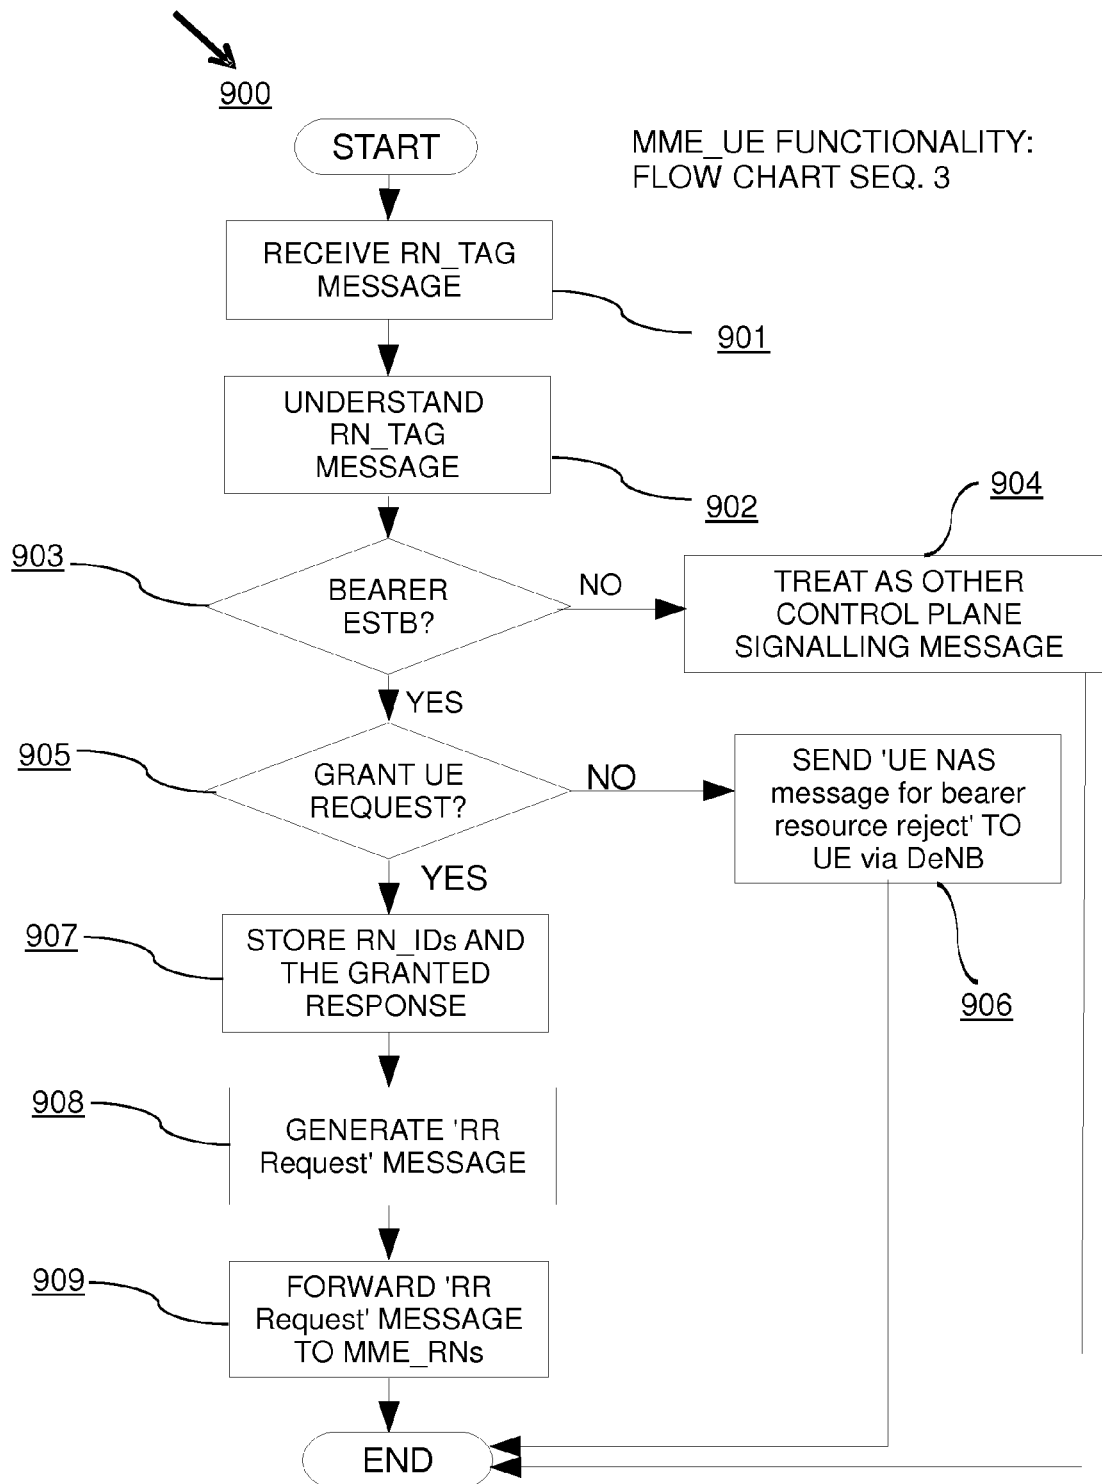 900
START
MME_UE FUNCTIONALITY:
FLOW CHART SEQ. 3
RECEIVE RN_TAG
MESSAGE
901
UNDERSTAND
RN_TAG
MESSAGE
902
903
BEARER
ESTB?
NO
904
TREAT AS OTHER
CONTROL PLANE
SIGNALLING MESSAGE
YES
905
GRANT UE
REQUEST?
NO
SEND 'UE NAS
message for bearer
resource reject' TO
UE via DeNB
906
YES
907
STORE RN_IDs AND
THE GRANTED
RESPONSE
908
GENERATE 'RR
Request' MESSAGE
909
FORWARD 'RR
Request' MESSAGE
TO MME_RNs
END